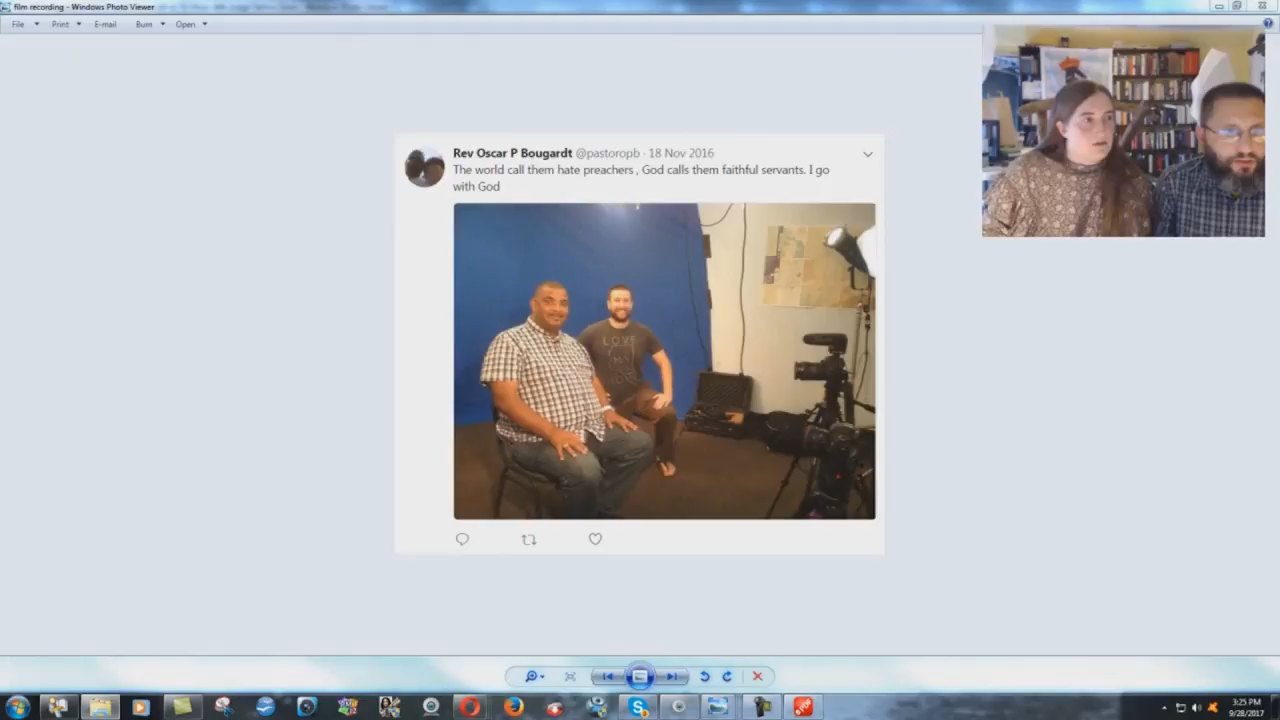 film recording - Windows Photo Viewer
File Print E-mail Burn Open
Rev Oscar P Bougardt @pastoropb · 18 Nov 2016
The world call them hate preachers , God calls them faithful servants. I go
with God
LOVE
3:25 PM
9/28/2017